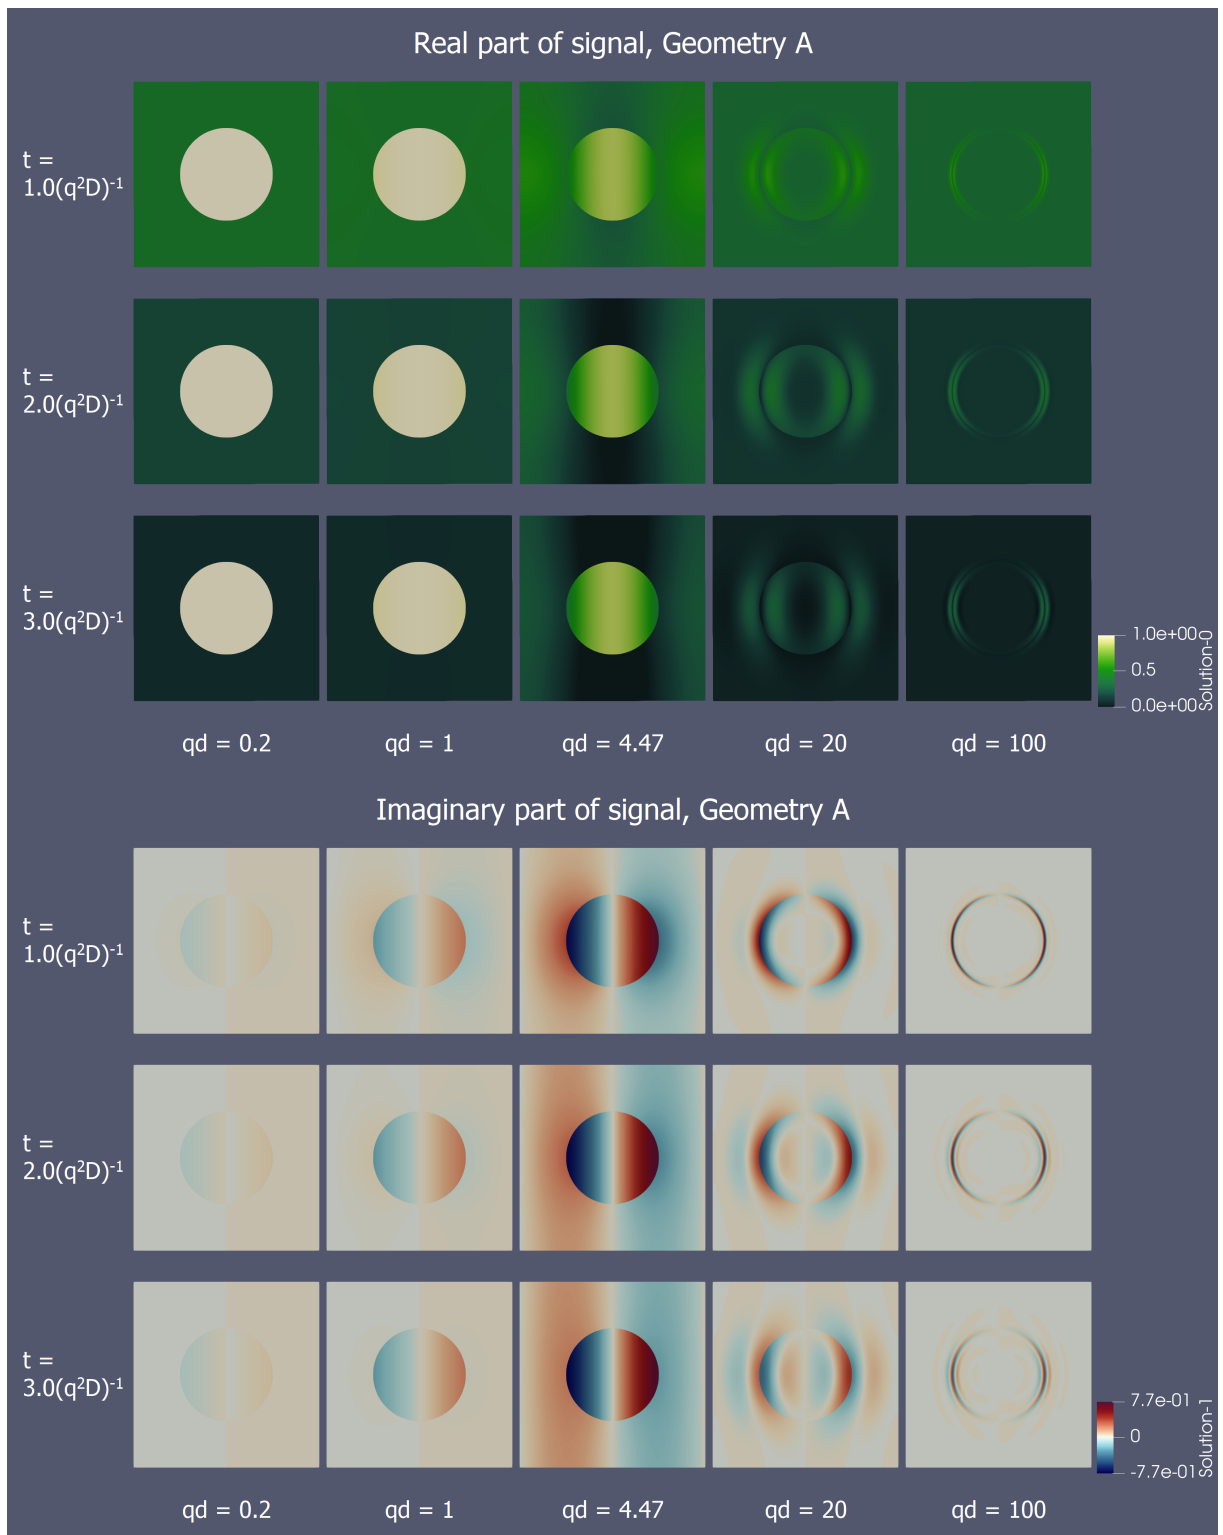 Real part of signal, Geometry A
t =
1.0(q²D)⁻¹
t =
2.0(q²D)⁻¹
t =
3.0(q²D)⁻¹
1.0e+00
0.5
0.0e+00
Solution-0
qd = 0.2 qd = 1 qd = 4.47 qd = 20 qd = 100
Imaginary part of signal, Geometry A
t =
1.0(q²D)⁻¹
t =
2.0(q²D)⁻¹
t =
3.0(q²D)⁻¹
7.7e-01
0
-7.7e-01
Solution-1
qd = 0.2 qd = 1 qd = 4.47 qd = 20 qd = 100